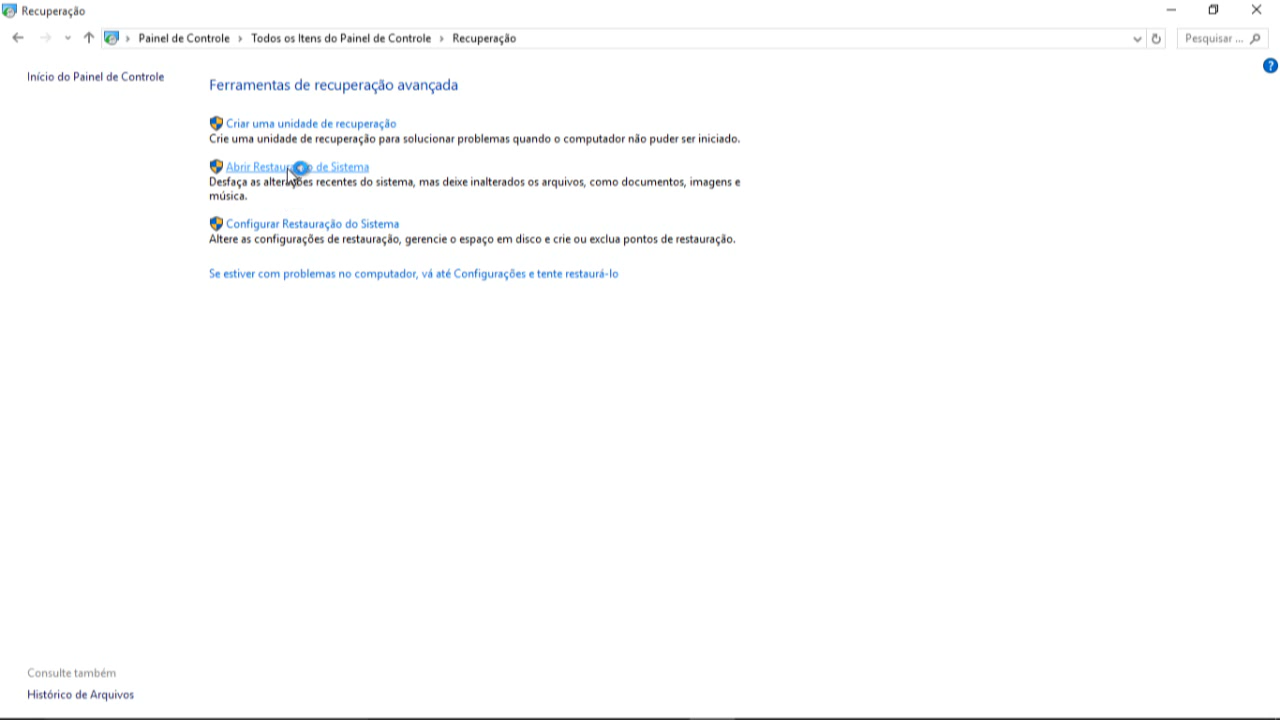 Recuperação
Painel de Controle › Todos os Itens do Painel de Controle › Recuperação
Pesquisar ...
Início do Painel de Controle
Ferramentas de recuperação avançada
Criar uma unidade de recuperação
Crie uma unidade de recuperação para solucionar problemas quando o computador não puder ser iniciado.
Abrir Restauração de Sistema
Desfaça as alterações recentes do sistema, mas deixe inalterados os arquivos, como documentos, imagens e
música.
Configurar Restauração do Sistema
Altere as configurações de restauração, gerencie o espaço em disco e crie ou exclua pontos de restauração.
Se estiver com problemas no computador, vá até Configurações e tente restaurá-lo
Consulte também
Histórico de Arquivos